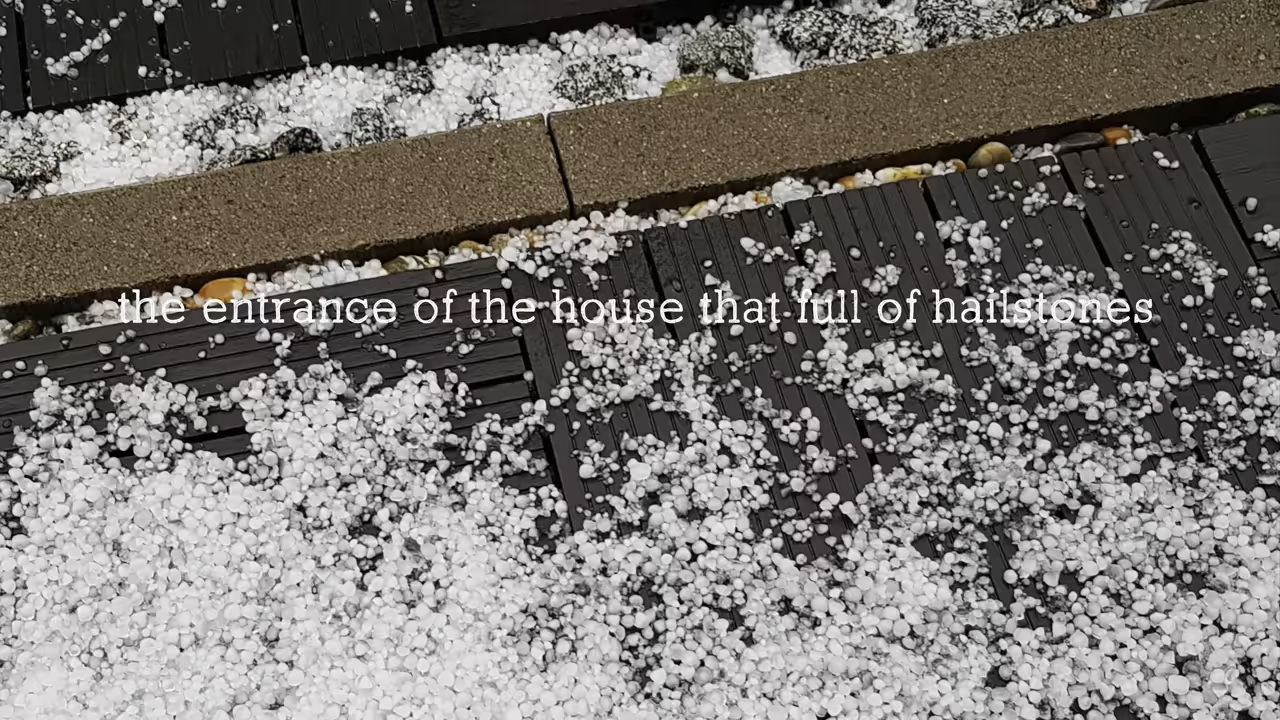 the entrance of the house that full of hailstones